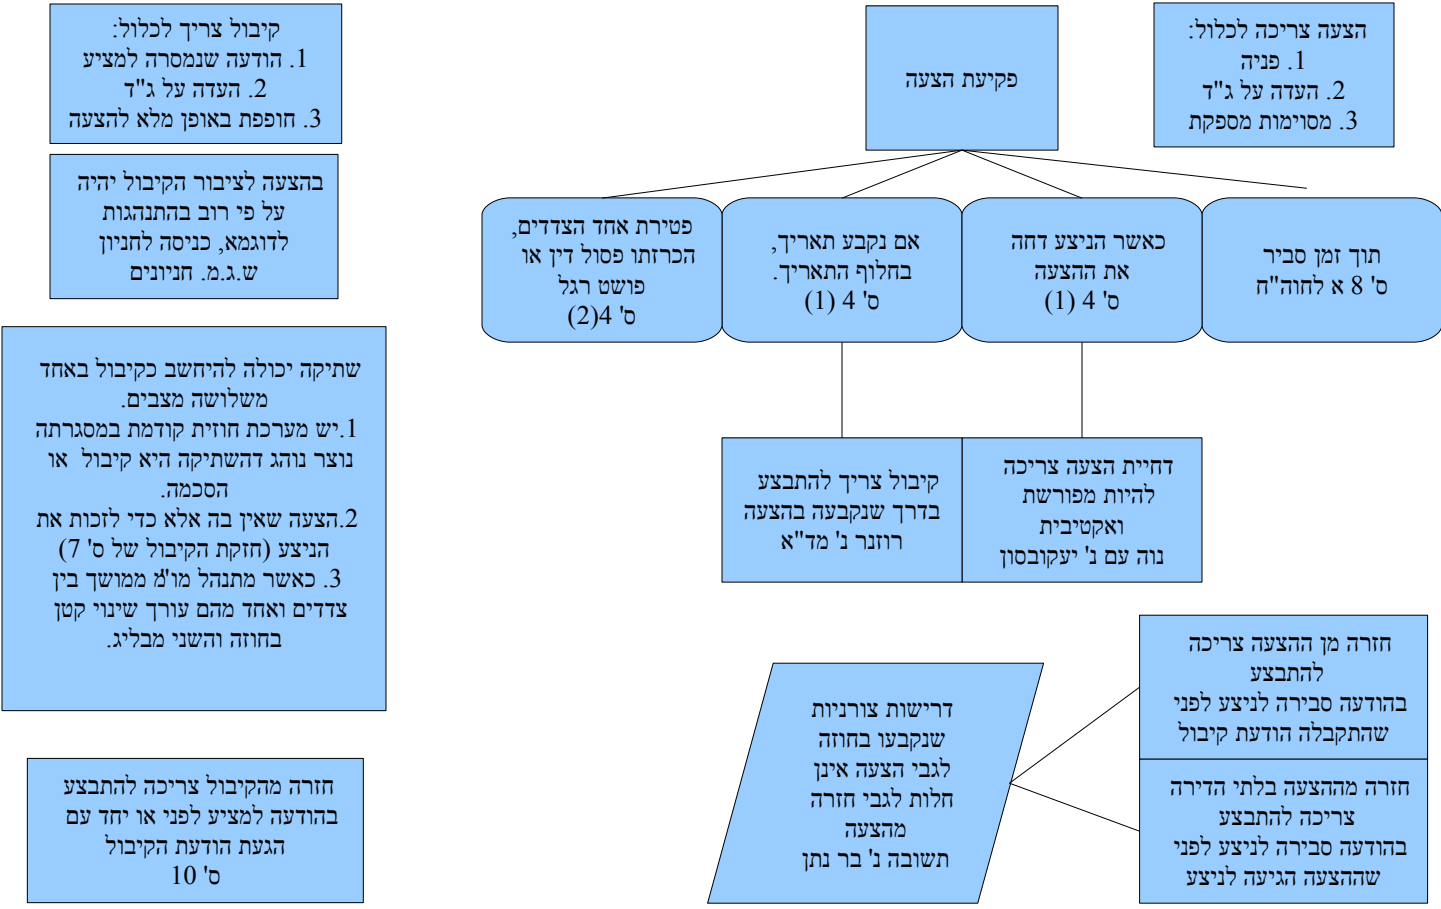 הצעה צריכה לכלול:
1. פניה
2. העדה על ג"ד
3. מסוימות מספקת
פקיעת הצעה
תוך זמן סביר
ס' 8 א לחוה"ח
כאשר הניצע דחה
את ההצעה
ס' 4 (1)
אם נקבע תאריך,
בחלוף התאריך.
ס' 4 (1)
פטירת אחד הצדדים,
הכרזתו פסול דין או
פושט רגל
ס' 4(2)
דחיית הצעה צריכה
להיות מפורשת
ואקטיבית
נוה עם נ' יעקובסון
קיבול צריך להתבצע
בדרך שנקבעה בהצעה
רוזנר נ' מד"א
חזרה מן ההצעה צריכה
להתבצע
בהודעה סבירה לניצע לפני
שהתקבלה הודעת קיבול
חזרה מההצעה בלתי הדירה
צריכה להתבצע
בהודעה סבירה לניצע לפני
שההצעה הגיעה לניצע
דרישות צורניות
שנקבעו בחוזה
לגבי הצעה אינן
חלות לגבי חזרה
מהצעה
תשובה נ' בר נתן
קיבול צריך לכלול:
1. הודעה שנמסרה למציע
2. העדה על ג"ד
3. חופפת באופן מלא להצעה
בהצעה לציבור הקיבול יהיה
על פי רוב בהתנהגות
לדוגמא, כניסה לחניון
ש.ג.מ. חניונים
שתיקה יכולה להיחשב כקיבול באחד
משלושה מצבים.
1.יש מערכת חוזית קודמת במסגרתה
נוצר נוהג דהשתיקה היא קיבול או
הסכמה.
2.הצעה שאין בה אלא כדי לזכות את
הניצע (חזקת הקיבול של ס' 7)
3. כאשר מתנהל מו"מ ממושך בין
צדדים ואחד מהם עורך שינוי קטן
בחוזה והשני מבליג.
חזרה מהקיבול צריכה להתבצע
בהודעה למציע לפני או יחד עם
הגעת הודעת הקיבול
ס' 10